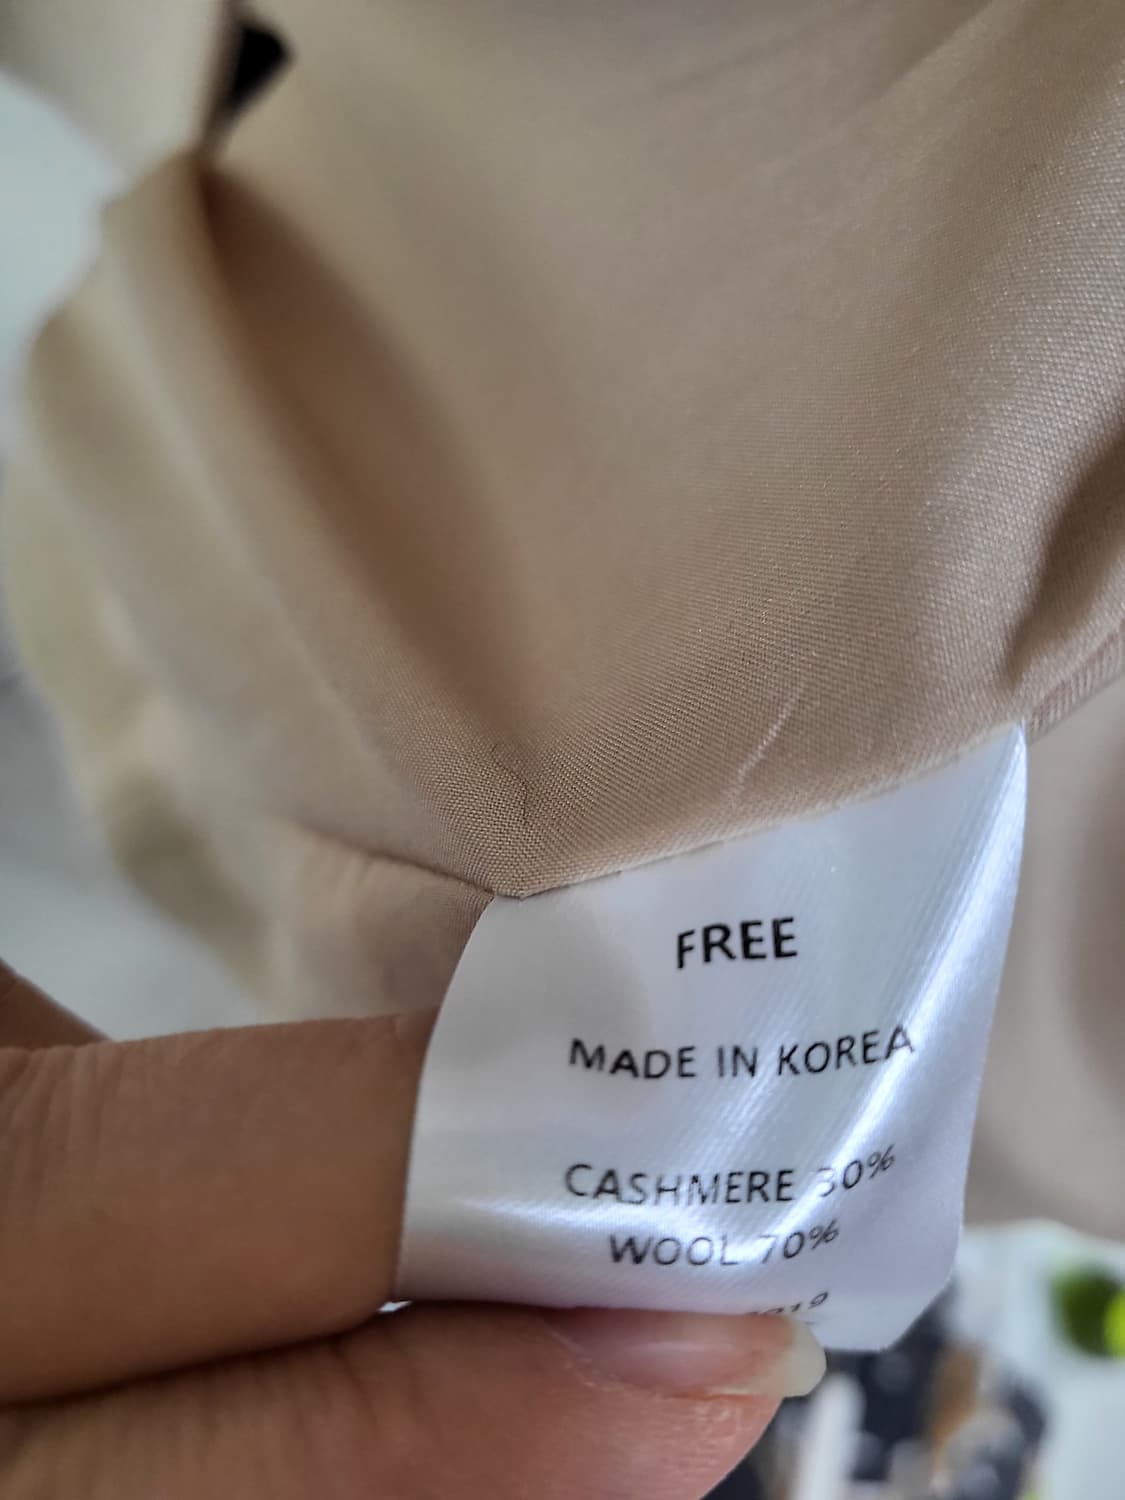 FREE
MADE IN KOREA
CASHMERE 30%
WOOL 70%